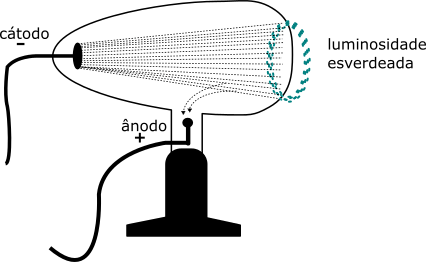 cátodo
-
luminosidade
esverdeada
ânodo
+